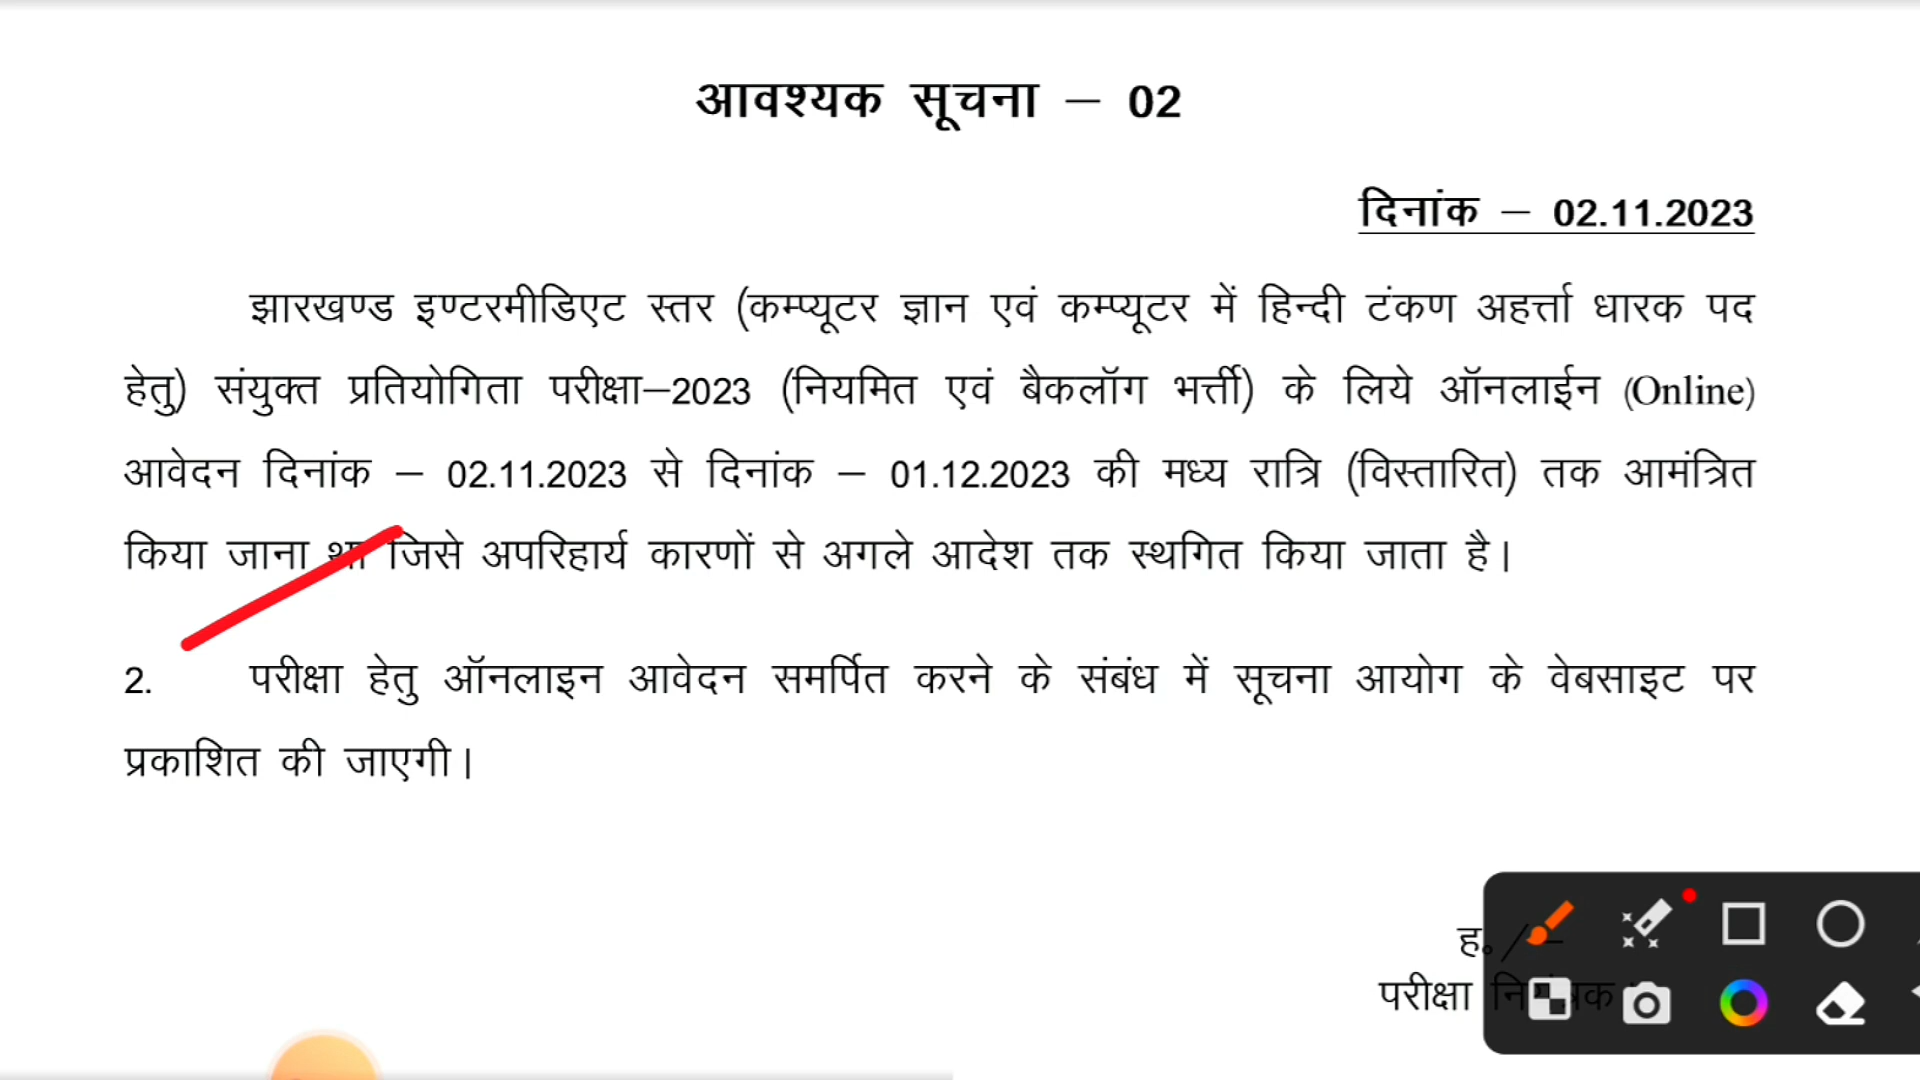 आवश्यक सूचना – 02
दिनांक – 02.11.2023
झारखण्ड इण्टरमीडिएट स्तर (कम्प्यूटर ज्ञान एवं कम्प्यूटर में हिन्दी टंकण अहर्त्ता धारक पद
हेतु) संयुक्त प्रतियोगिता परीक्षा–2023 (नियमित एवं बैकलॉग भर्त्ती) के लिये ऑनलाईन (Online)
आवेदन दिनांक – 02.11.2023 से दिनांक – 01.12.2023 की मध्य रात्रि (विस्तारित) तक आमंत्रित
किया जाना था जिसे अपरिहार्य कारणों से अगले आदेश तक स्थगित किया जाता है।
2. परीक्षा हेतु ऑनलाइन आवेदन समर्पित करने के संबंध में सूचना आयोग के वेबसाइट पर
प्रकाशित की जाएगी।
ह०/–
परीक्षा